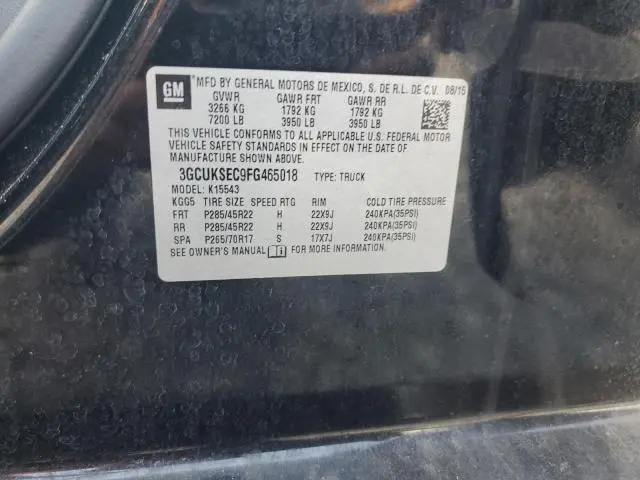 GM
MFD BY GENERAL MOTORS DE MEXICO, S. DE R.L. DE C.V. 08/15
GVWR GAWR FRT GAWR RR
3266 KG 1792 KG 1792 KG
7200 LB 3950 LB 3950 LB
THIS VEHICLE CONFORMS TO ALL APPLICABLE U.S. FEDERAL MOTOR
VEHICLE SAFETY STANDARDS IN EFFECT ON THE DATE OF
MANUFACTURE SHOWN ABOVE.
3GCUKSEC9FG465018 TYPE: TRUCK
MODEL: K15543
KGG5 TIRE SIZE SPEED RTG RIM COLD TIRE PRESSURE
FRT P285/45R22 H 22X9J 240KPA(35PSI)
RR P285/45R22 H 22X9J 240KPA(35PSI)
SPA P265/70R17 S 17X7J 240KPA(35PSI)
SEE OWNER'S MANUAL FOR MORE INFORMATION.